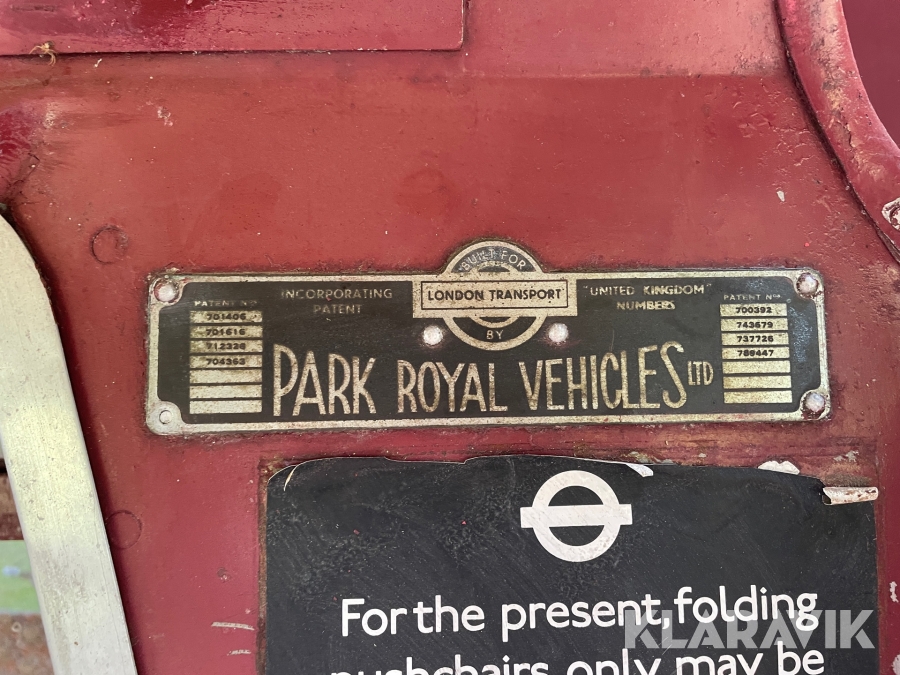 BUILT FOR
LONDON TRANSPORT
BY
INCORPORATING
PATENT
"UNITED KINGDOM"
NUMBERS
PATENT Nos
701406
701616
712328
704363
PATENT Nos
700392
743679
737726
788447
PARK ROYAL VEHICLES LTD
For the present, folding
pushchairs only may be
KLARAVIK